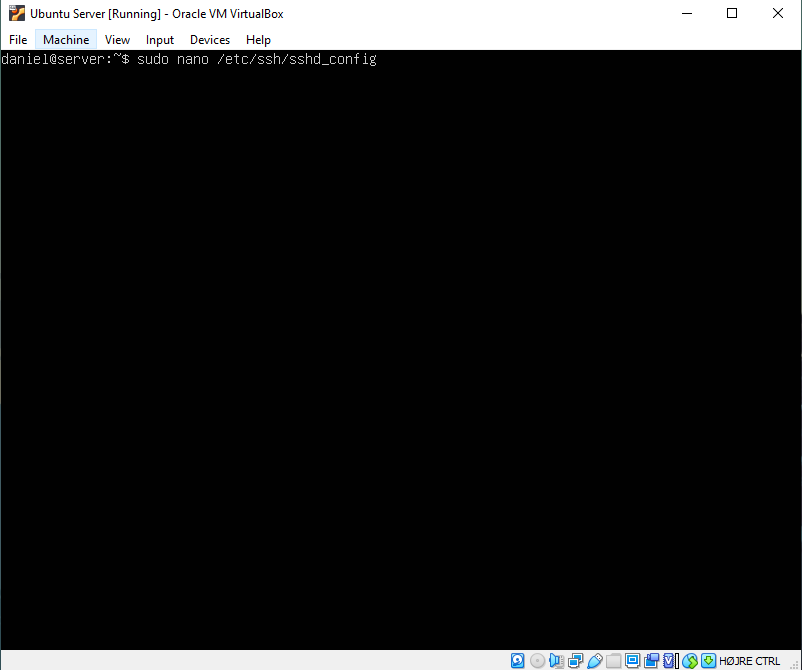 Ubuntu Server [Running] - Oracle VM VirtualBox
File Machine View Input Devices Help
daniel@server:~$ sudo nano /etc/ssh/sshd_config
HØJRE CTRL